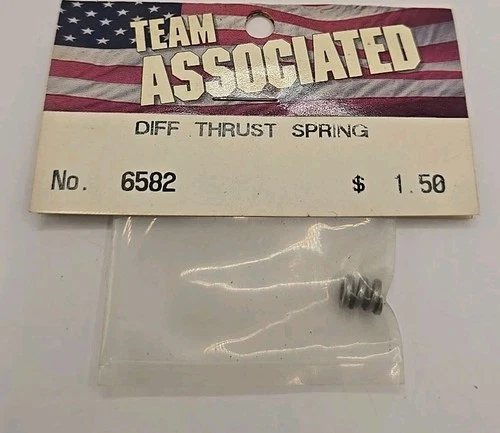 TEAM
ASSOCIATED
DIFF THRUST SPRING
No. 6582 $ 1.50